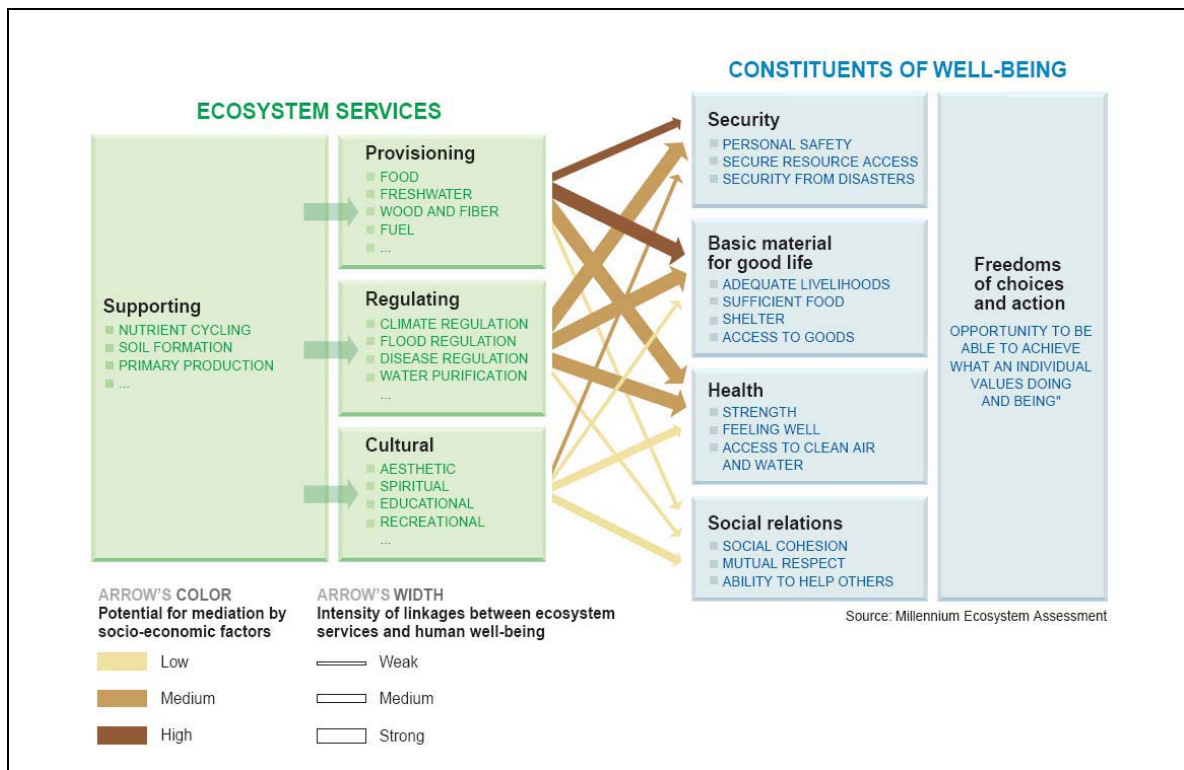 CONSTITUENTS OF WELL-BEING
ECOSYSTEM SERVICES
Supporting
NUTRIENT CYCLING
SOIL FORMATION
PRIMARY PRODUCTION
...
Provisioning
FOOD
FRESHWATER
WOOD AND FIBER
FUEL
...
Regulating
CLIMATE REGULATION
FLOOD REGULATION
DISEASE REGULATION
WATER PURIFICATION
...
Cultural
AESTHETIC
SPIRITUAL
EDUCATIONAL
RECREATIONAL
...
Security
PERSONAL SAFETY
SECURE RESOURCE ACCESS
SECURITY FROM DISASTERS
Basic material
for good life
ADEQUATE LIVELIHOODS
SUFFICIENT FOOD
SHELTER
ACCESS TO GOODS
Health
STRENGTH
FEELING WELL
ACCESS TO CLEAN AIR
AND WATER
Social relations
SOCIAL COHESION
MUTUAL RESPECT
ABILITY TO HELP OTHERS
Freedoms
of choices
and action
OPPORTUNITY TO BE
ABLE TO ACHIEVE
WHAT AN INDIVIDUAL
VALUES DOING
AND BEING"
Source: Millennium Ecosystem Assessment
ARROW'S COLOR
Potential for mediation by
socio-economic factors
Low
Medium
High
ARROW'S WIDTH
Intensity of linkages between ecosystem
services and human well-being
Weak
Medium
Strong